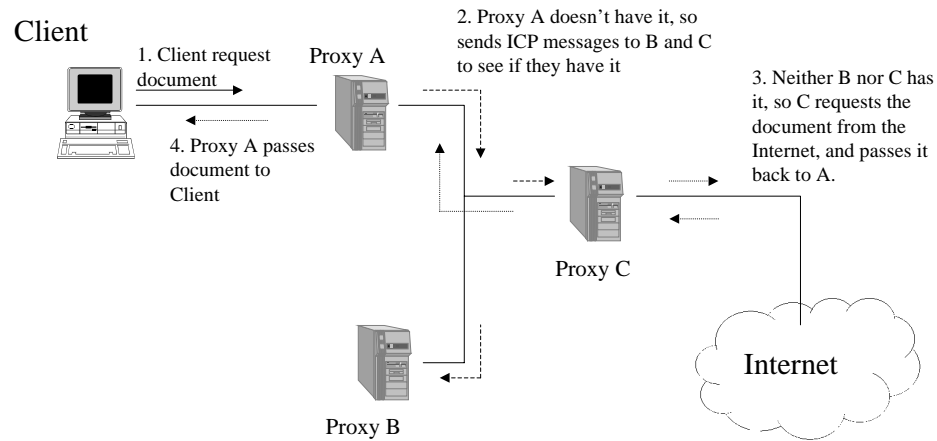 Client
1. Client request
document
Proxy A
2. Proxy A doesn't have it, so
sends ICP messages to B and C
to see if they have it
3. Neither B nor C has
it, so C requests the
document from the
Internet, and passes it
back to A.
4. Proxy A passes
document to
Client
Proxy C
Proxy B
Internet